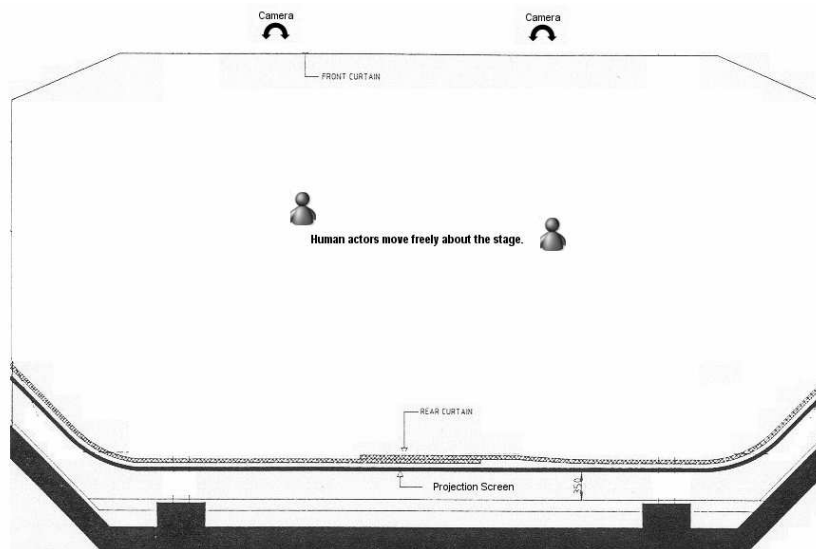 Camera
Camera
FRONT CURTAIN
Human actors move freely about the stage.
REAR CURTAIN
Projection Screen
350